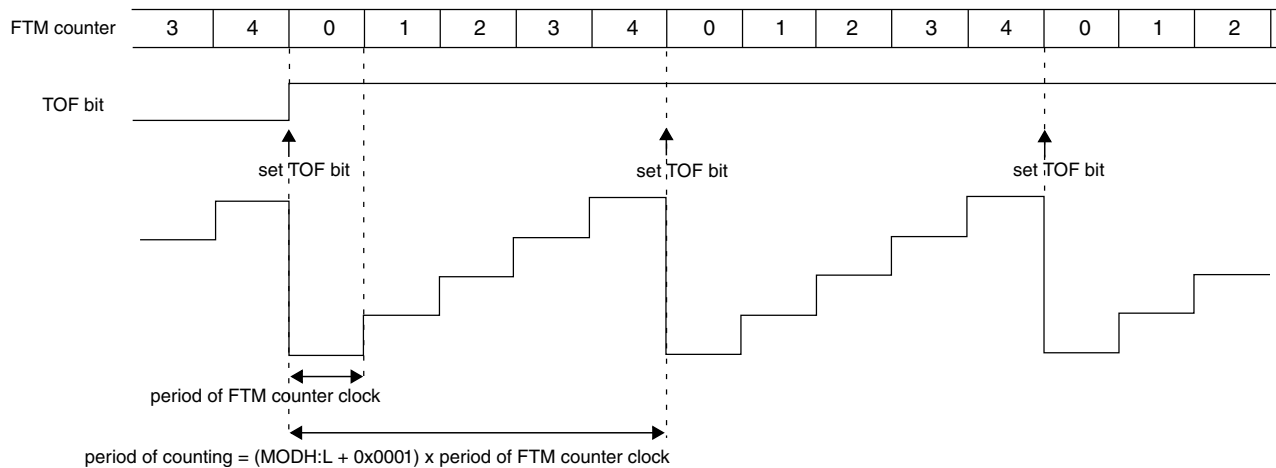 FTM counter 3 4 0 1 2 3 4 0 1 2 3 4 0 1 2
TOF bit
set TOF bit set TOF bit set TOF bit
period of FTM counter clock
period of counting = (MODH:L + 0x0001) x period of FTM counter clock